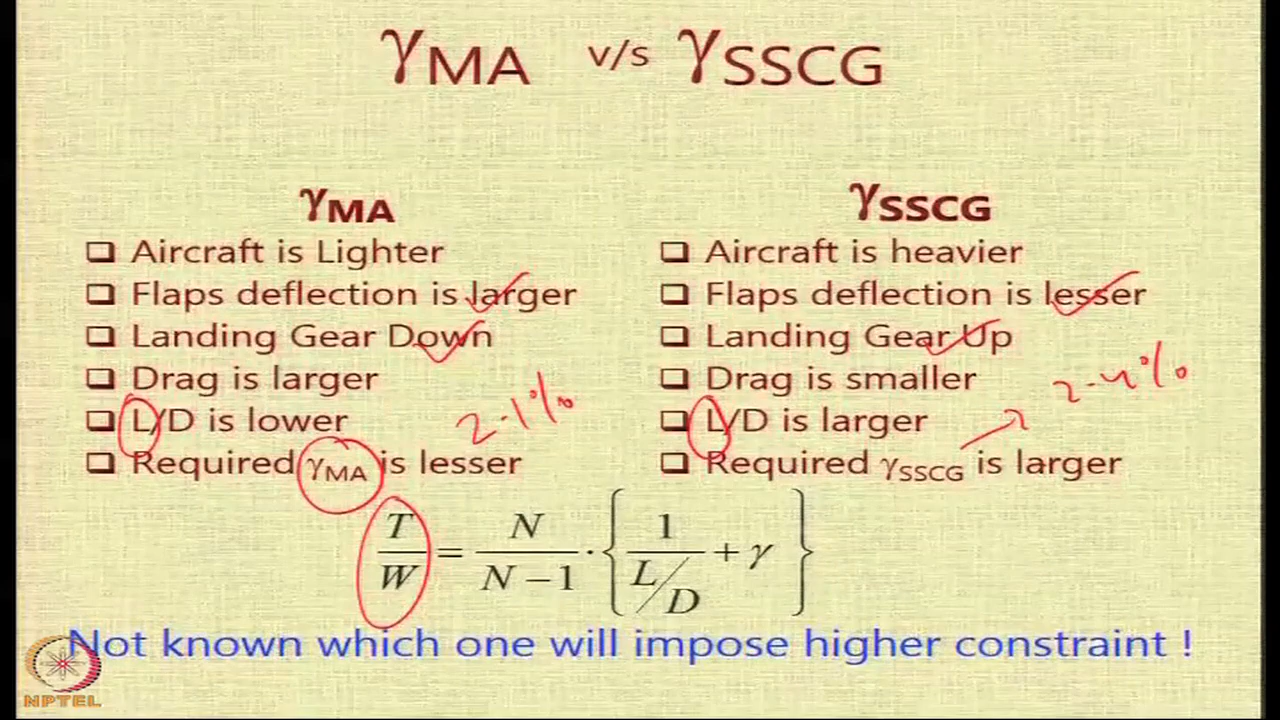 γMA v/s γSSCG
γMA
❑ Aircraft is Lighter
❑ Flaps deflection is larger
❑ Landing Gear Down
❑ Drag is larger
❑ L/D is lower
2.1%
❑ Required γMA is lesser
γSSCG
❑ Aircraft is heavier
❑ Flaps deflection is lesser
❑ Landing Gear Up
❑ Drag is smaller
2.4%
❑ L/D is larger
❑ Required γSSCG is larger
T/W = N/(N−1) · {1/(L/D) + γ}
Not known which one will impose higher constraint !
NPTEL